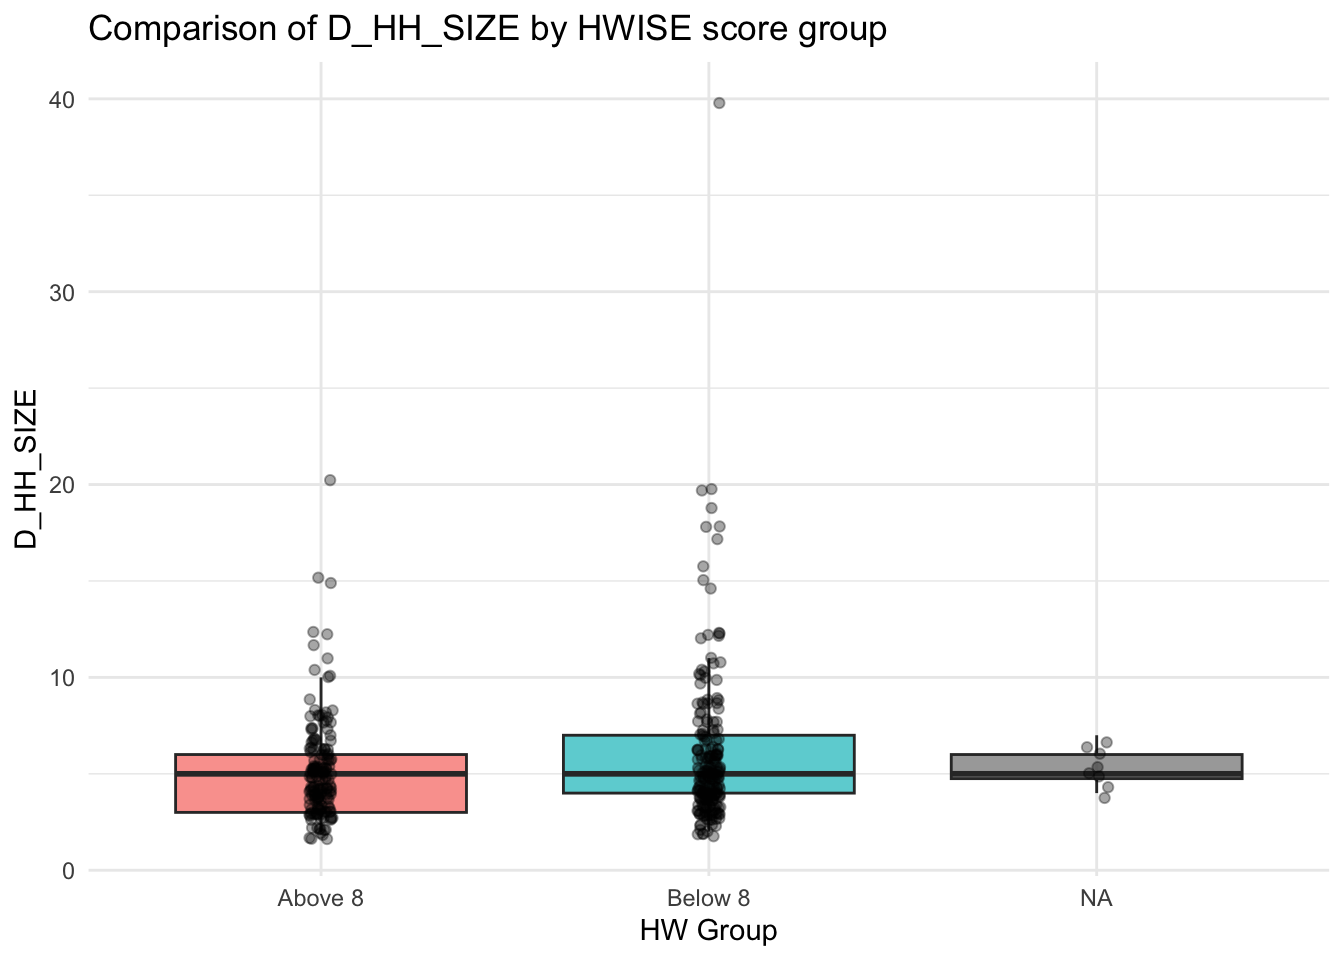 Comparison of D_HH_SIZE by HWISE score group
40
30
20
10
0
D_HH_SIZE
Above 8
Below 8
NA
HW Group